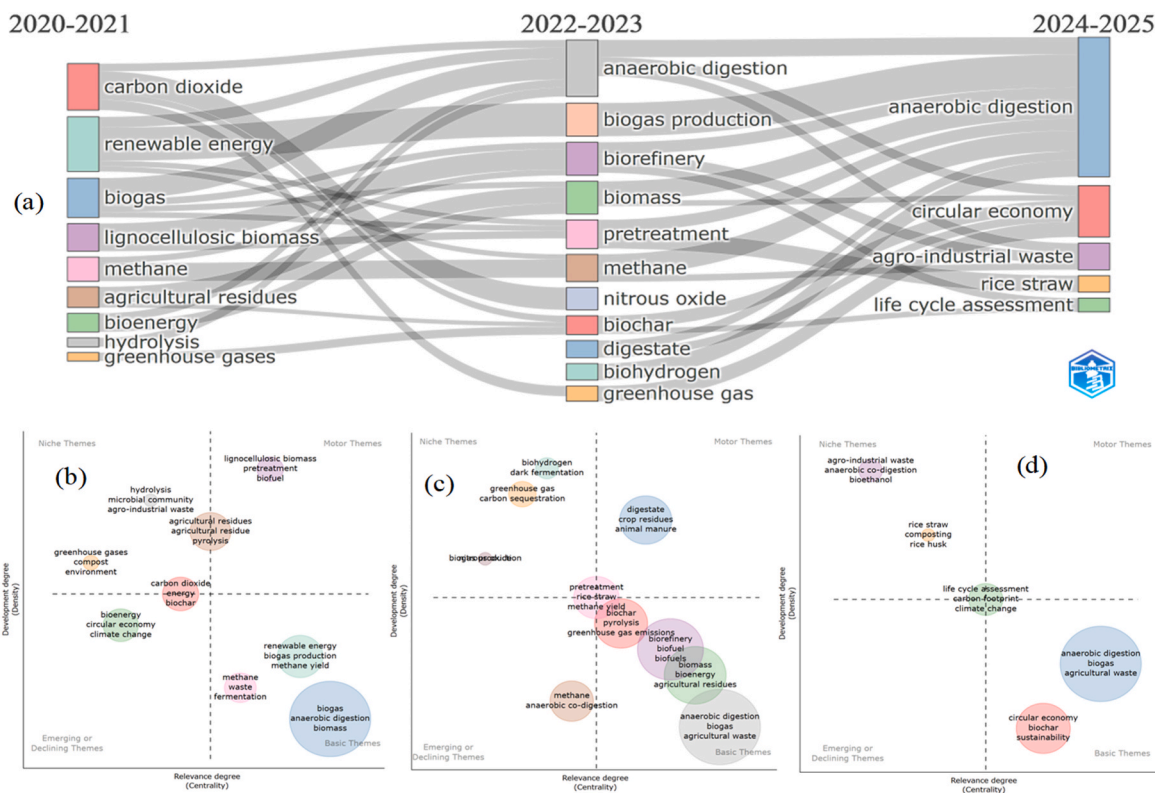 2020-2021
2022-2023
2024-2025
(a)
carbon dioxide
renewable energy
biogas
lignocellulosic biomass
methane
agricultural residues
bioenergy
hydrolysis
greenhouse gases
anaerobic digestion
biogas production
biorefinery
biomass
pretreatment
methane
nitrous oxide
biochar
digestate
biohydrogen
greenhouse gas
anaerobic digestion
circular economy
agro-industrial waste
rice straw
life cycle assessment
BIBLIOMETRIX
(b)
Niche Themes
Motor Themes
lignocellulosic biomass
pretreatment
biofuel
hydrolysis
microbial community
agro-industrial waste
agricultural residues
agricultural residue
pyrolysis
greenhouse gases
compost
environment
carbon dioxide
energy
biochar
bioenergy
circular economy
climate change
renewable energy
biogas production
methane yield
methane
waste
fermentation
biogas
anaerobic digestion
biomass
Emerging or
Declining Themes
Basic Themes
Development degree
(Density)
Relevance degree
(Centrality)
(c)
Niche Themes
Motor Themes
biohydrogen
dark fermentation
greenhouse gas
carbon sequestration
digestate
crop residues
animal manure
pretreatment
rice straw
methane yield
biochar
pyrolysis
greenhouse gas emissions
biorefinery
biofuel
biofuels
biomass
bioenergy
agricultural residues
methane
anaerobic co-digestion
anaerobic digestion
biogas
agricultural waste
Emerging or
Declining Themes
Basic Themes
Development degree
(Density)
Relevance degree
(Centrality)
(d)
Niche Themes
Motor Themes
agro-industrial waste
anaerobic co-digestion
bioethanol
rice straw
composting
rice husk
life cycle assessment
carbon footprint
climate change
anaerobic digestion
biogas
agricultural waste
circular economy
biochar
sustainability
Emerging or
Declining Themes
Basic Themes
Development degree
(Density)
Relevance degree
(Centrality)